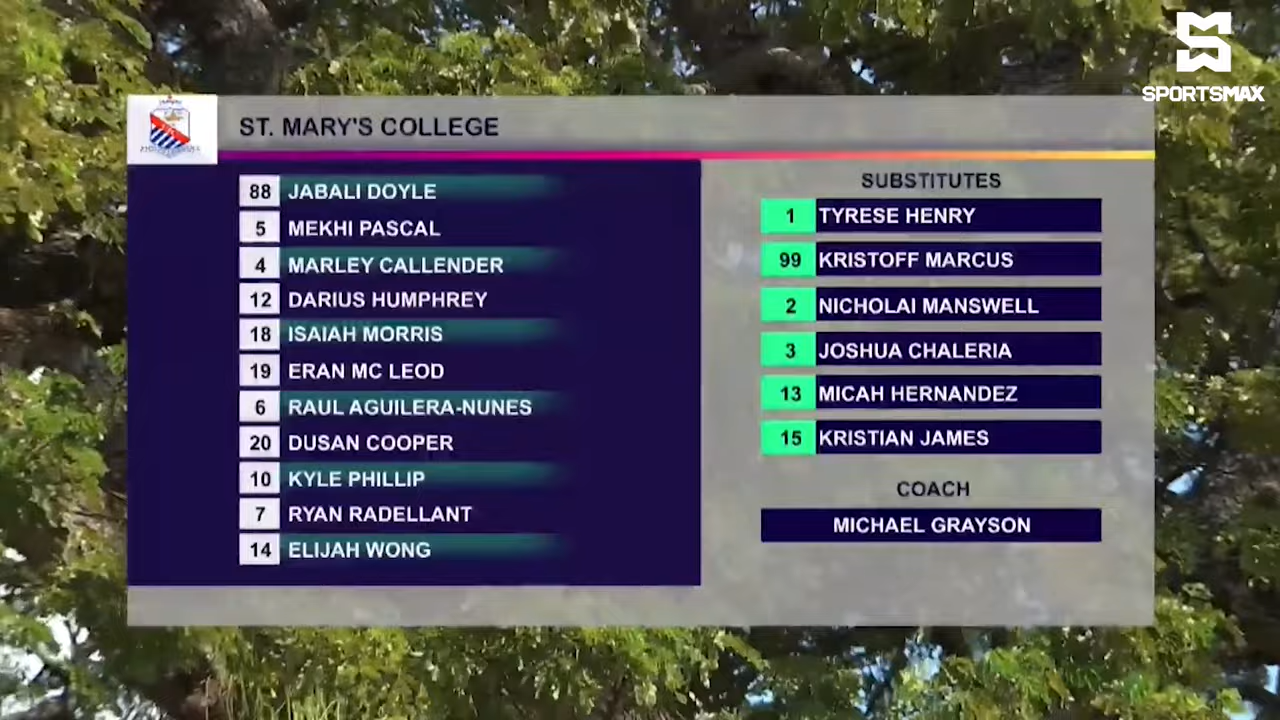 SPORTSMAX
ST. MARY'S COLLEGE
88 JABALI DOYLE
5 MEKHI PASCAL
4 MARLEY CALLENDER
12 DARIUS HUMPHREY
18 ISAIAH MORRIS
19 ERAN MC LEOD
6 RAUL AGUILERA-NUNES
20 DUSAN COOPER
10 KYLE PHILLIP
7 RYAN RADELLANT
14 ELIJAH WONG
SUBSTITUTES
1 TYRESE HENRY
99 KRISTOFF MARCUS
2 NICHOLAI MANSWELL
3 JOSHUA CHALERIA
13 MICAH HERNANDEZ
15 KRISTIAN JAMES
COACH
MICHAEL GRAYSON